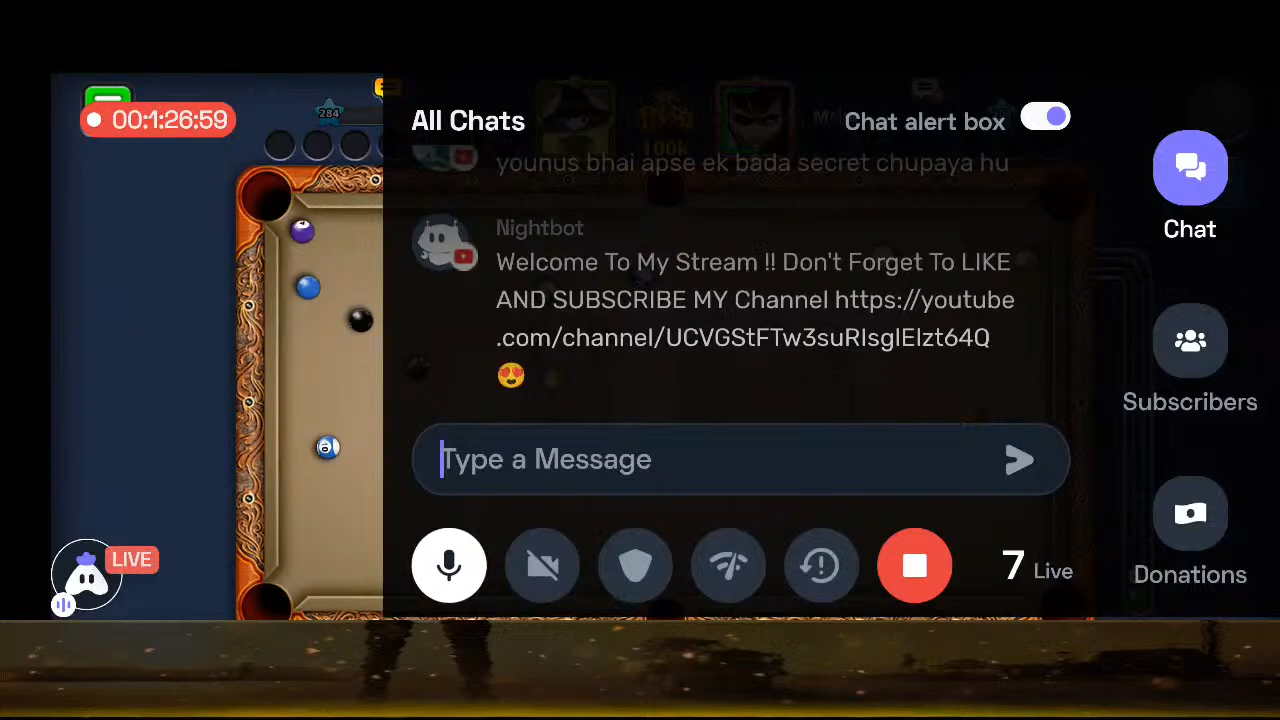 00:1:26:59
284
All Chats
Chat alert box
100k
younus bhai apse ek bada secret chupaya hu
Chat
Nightbot
Welcome To My Stream !! Don't Forget To LIKE
AND SUBSCRIBE MY Channel https://youtube
.com/channel/UCVGStFTw3suRIsglElzt64Q
😍
Subscribers
Type a Message
LIVE
7 Live
Donations